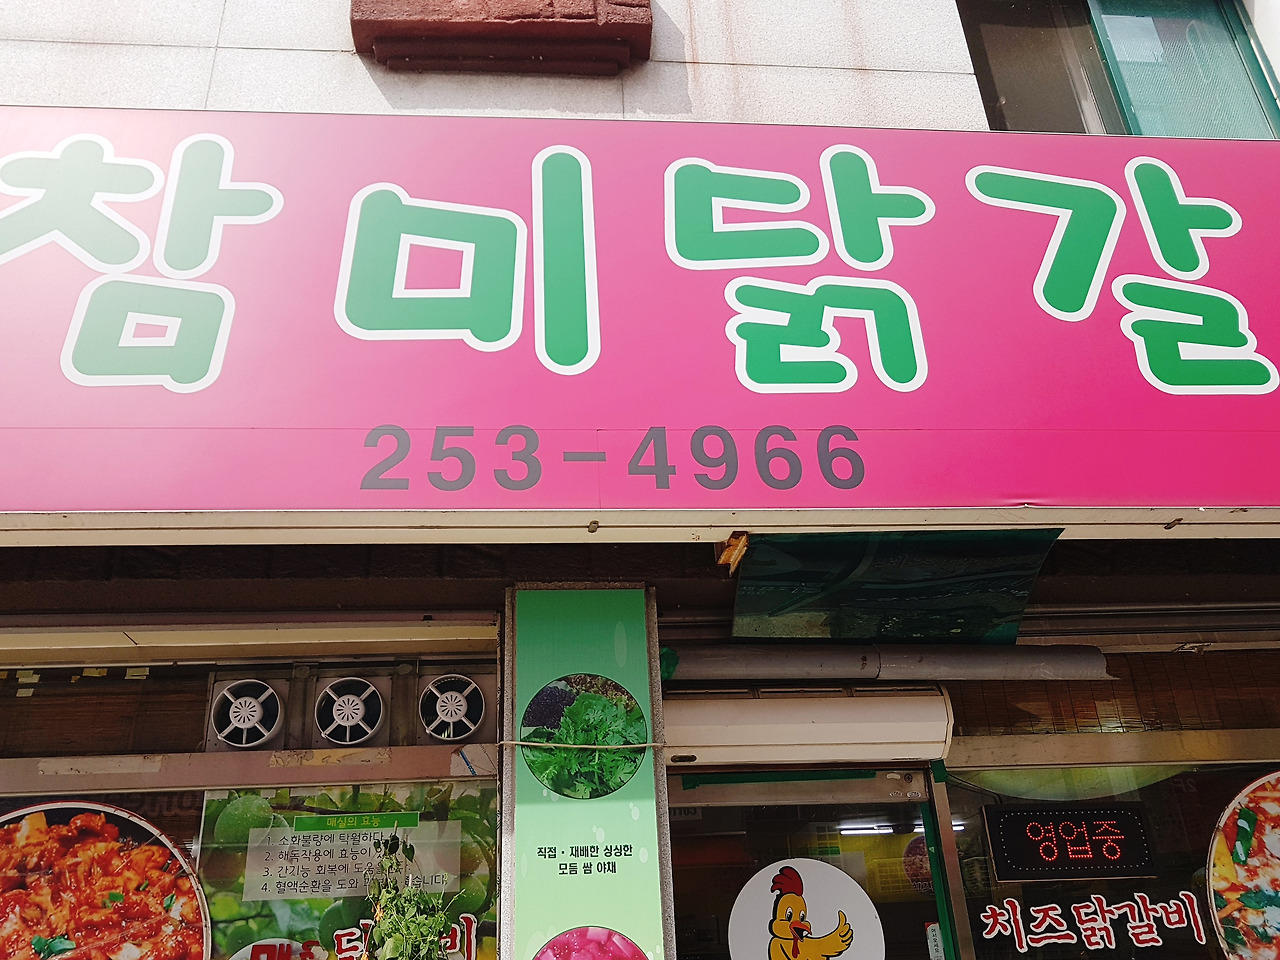 참미닭갈
253-4966
매실의 효능
1. 소화불량에 탁월하다
2. 해독작용에 효능이
3. 간기능 회복에
4. 혈액순환을 도와
직접·재배한 싱싱한
모듬 쌈 야채
영업중
치즈닭갈비